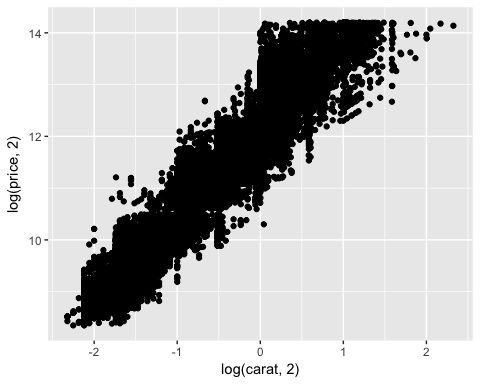 14
12
10
log(price, 2)
-2 -1 0 1 2
log(carat, 2)